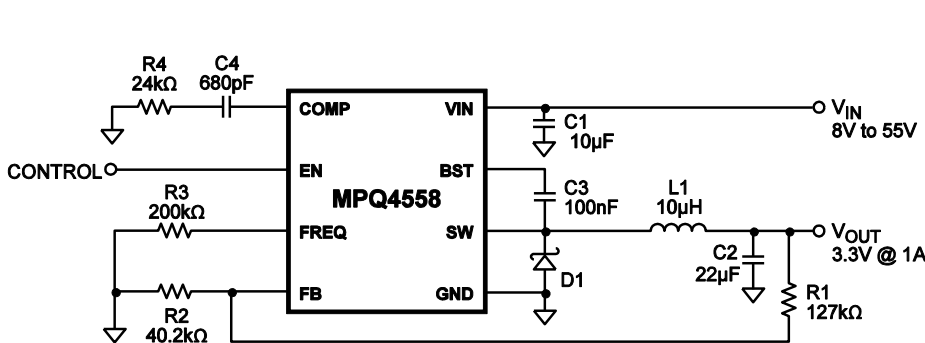 R4
24kΩ
C4
680pF
COMP
VIN
V_IN
8V to 55V
C1
10µF
CONTROL
EN
BST
MPQ4558
C3
100nF
L1
10µH
R3
200kΩ
FREQ
SW
V_OUT
3.3V @ 1A
C2
22µF
D1
FB
GND
R1
127kΩ
R2
40.2kΩ